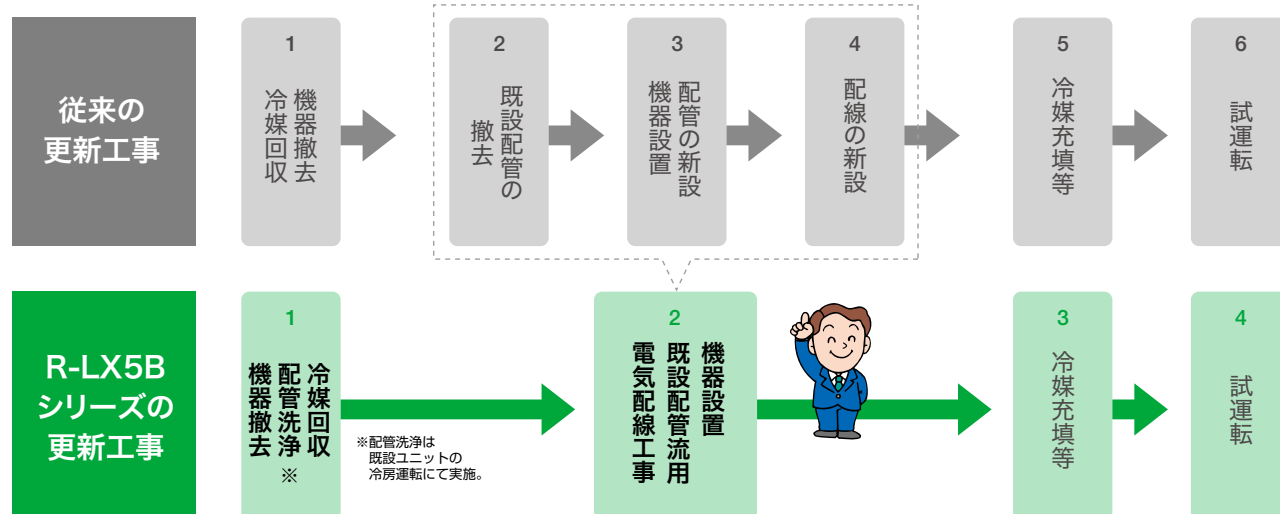 従来の
更新工事
1
機器撤去
冷媒回収
2
既設配管の
撤去
3
配管の新設
機器設置
4
配線の新設
5
冷媒充填等
6
試運転
R-LX5B
シリーズの
更新工事
1
冷媒回収
配管洗浄※
機器撤去
※配管洗浄は
既設ユニットの
冷房運転にて実施。
2
機器設置
既設配管流用
電気配線工事
3
冷媒充填等
4
試運転